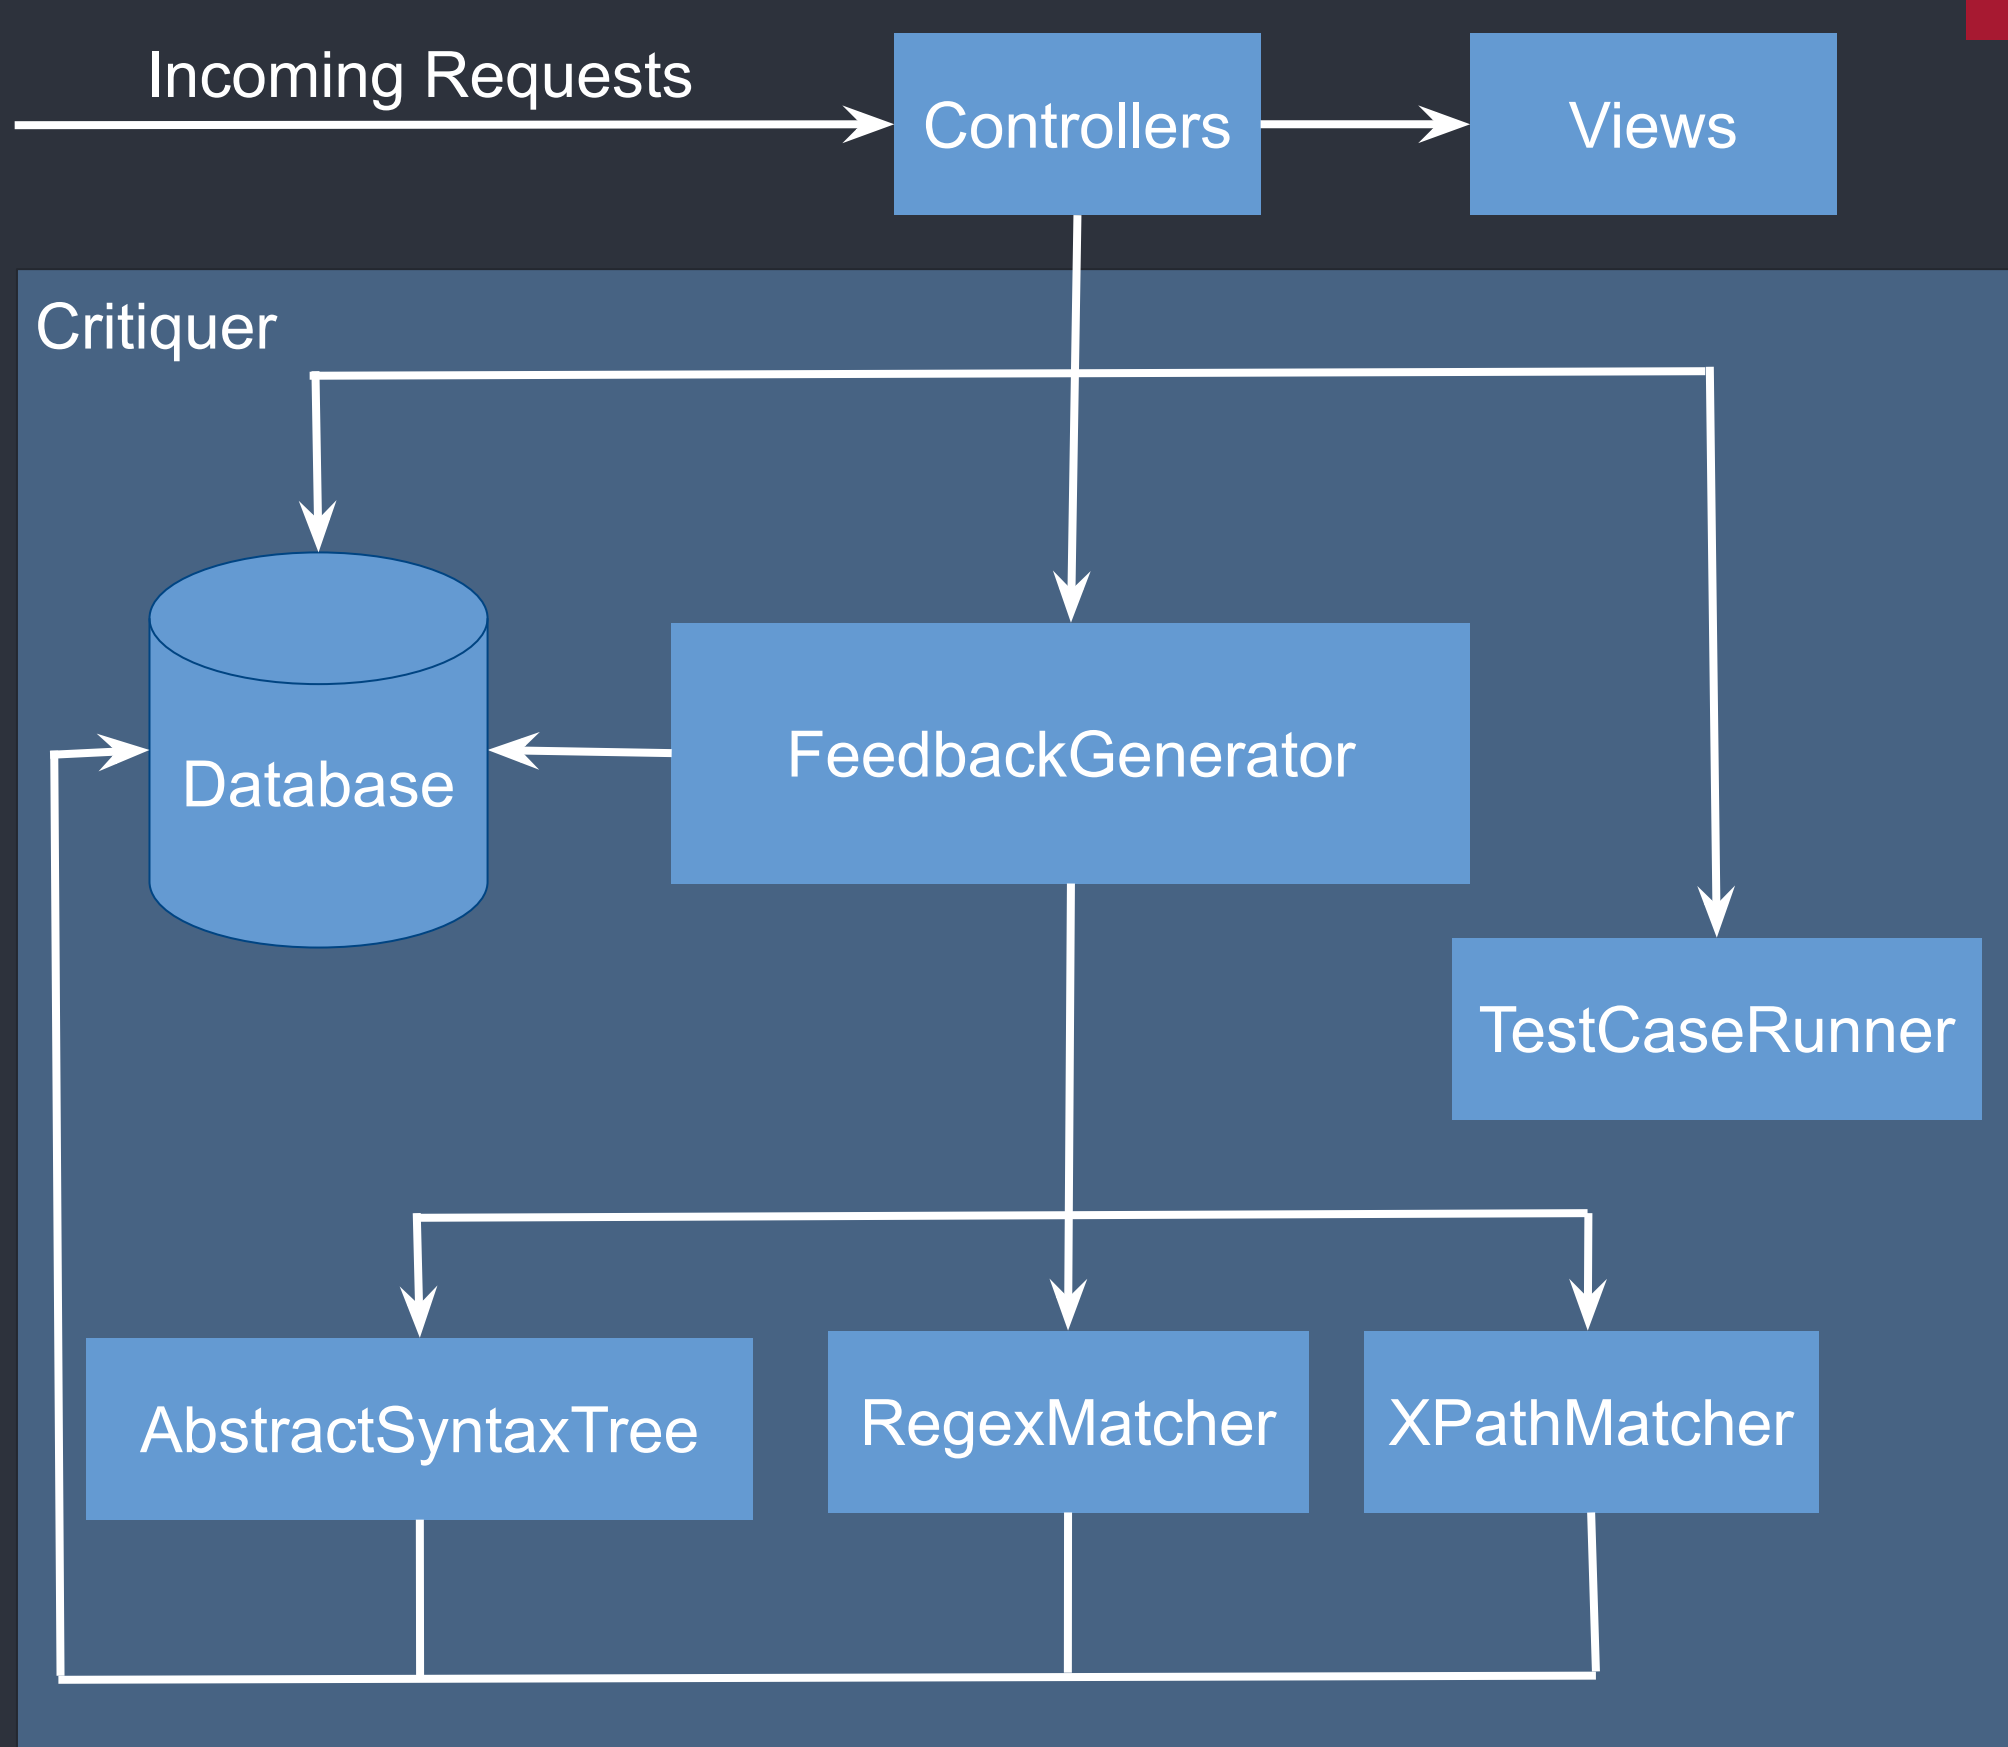 Incoming Requests
Controllers
Views
Critiquer
Database
FeedbackGenerator
TestCaseRunner
AbstractSyntaxTree
RegexMatcher
XPathMatcher